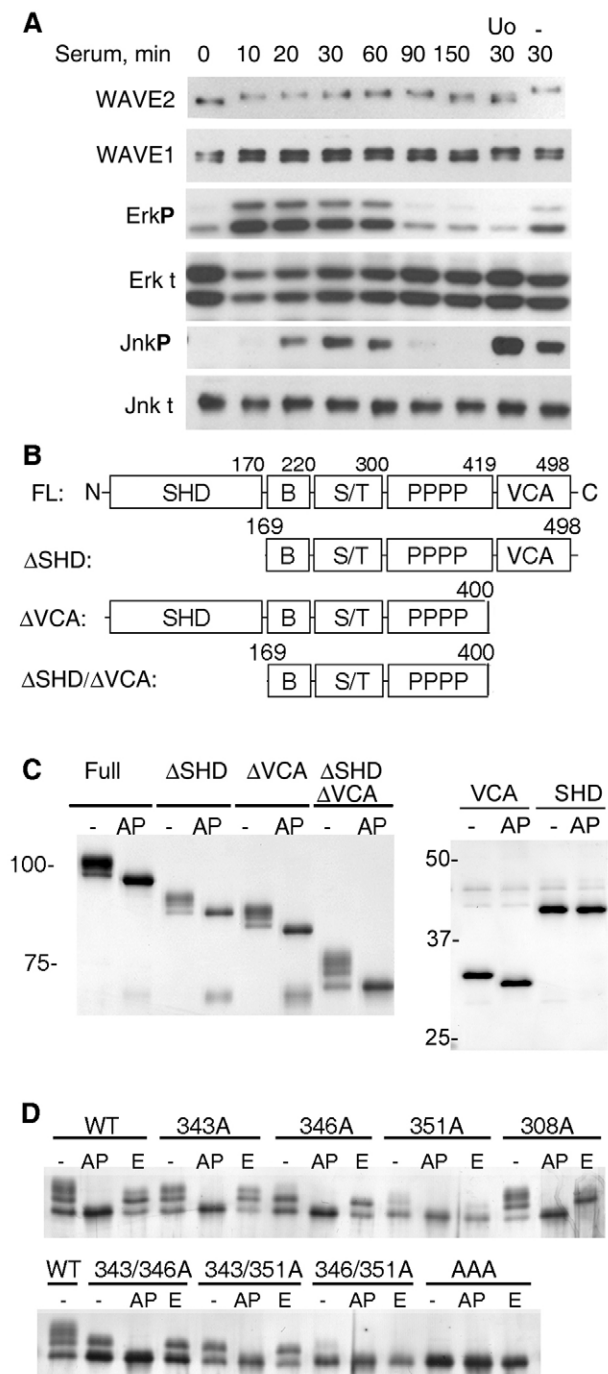 A
Uo -
Serum, min 0 10 20 30 60 90 150 30 30
WAVE2
WAVE1
ErkP
Erk t
JnkP
Jnk t
B
170 220 300 419 498
FL: N- SHD B S/T PPPP VCA -C
169 498
ΔSHD: B S/T PPPP VCA
400
ΔVCA: SHD B S/T PPPP
169 400
ΔSHD/ΔVCA: B S/T PPPP
C
Full ΔSHD ΔVCA ΔSHD
ΔVCA
- AP - AP - AP - AP
100-
75-
VCA SHD
- AP - AP
50-
37-
25-
D
WT 343A 346A 351A 308A
- AP E - AP E - AP E - AP E - AP E
WT 343/346A 343/351A 346/351A AAA
- - AP E - AP E - AP E - AP E